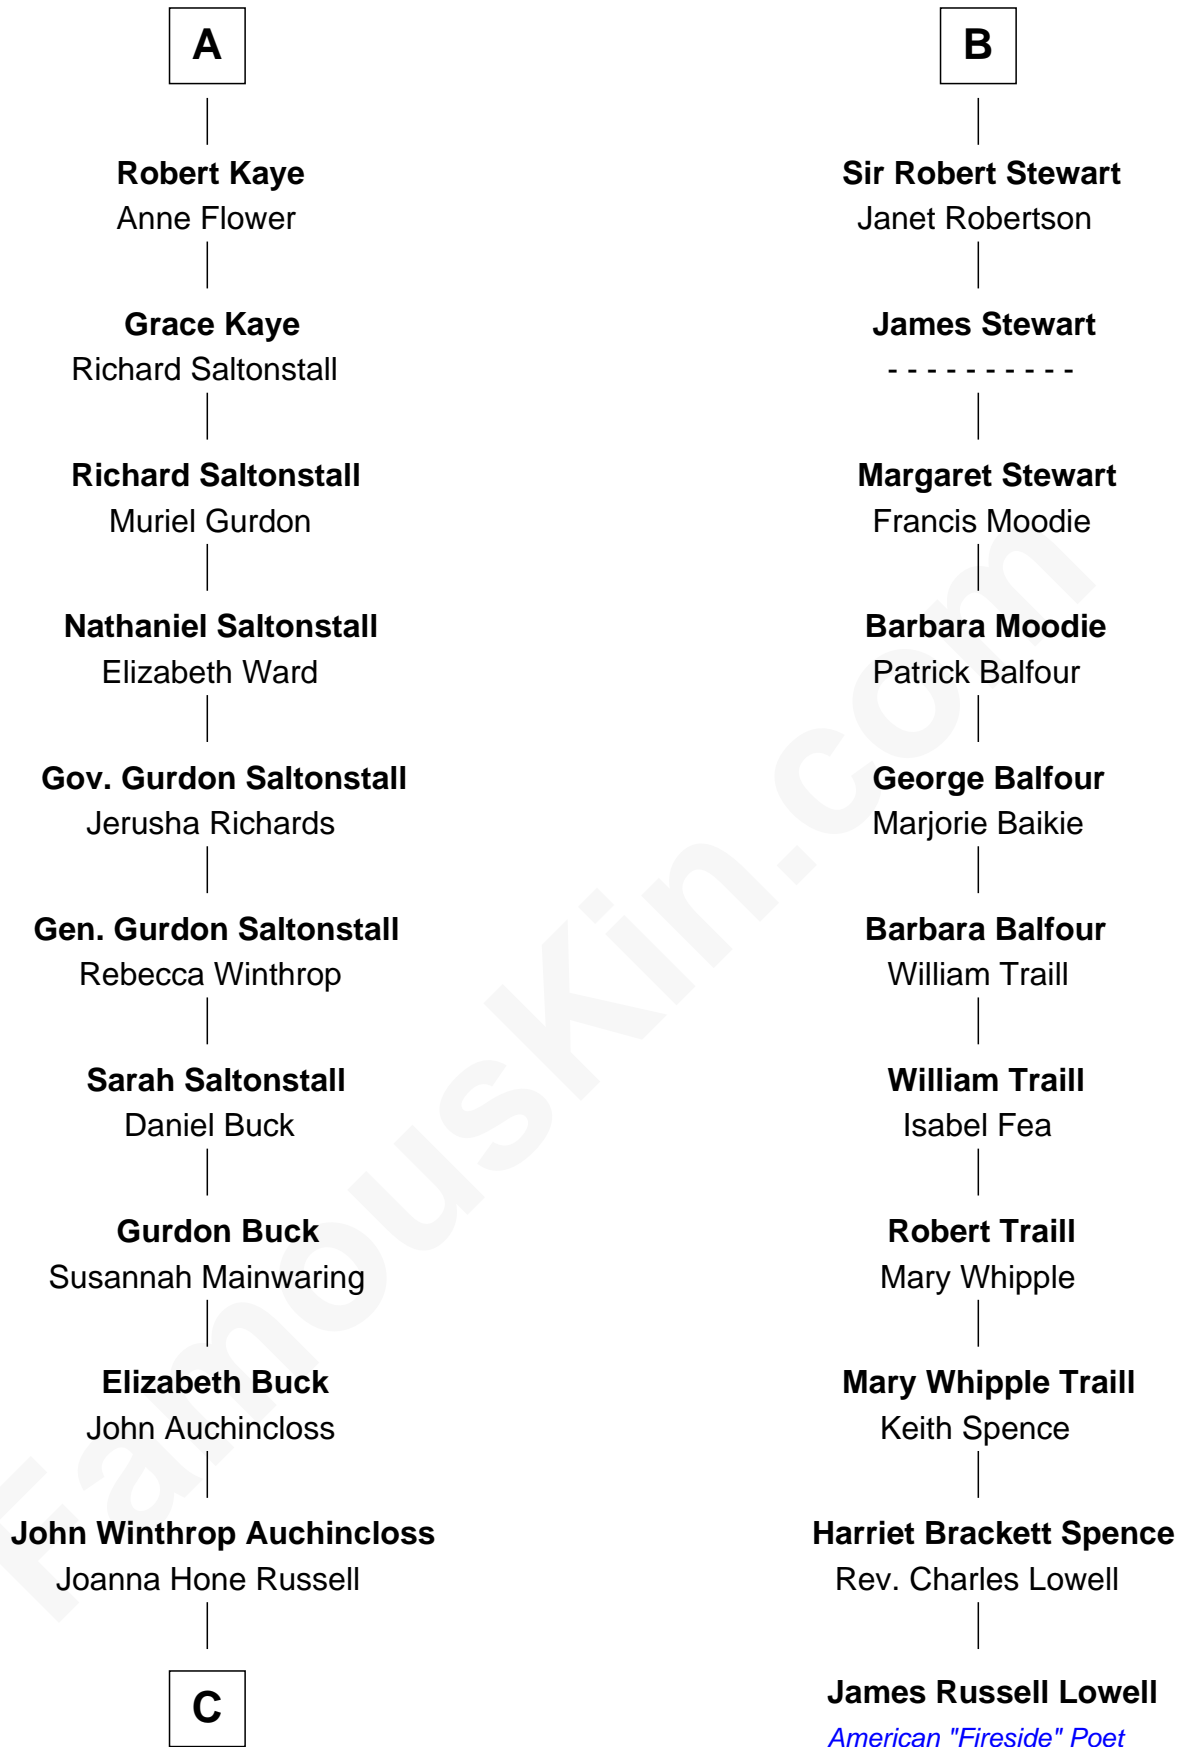 A
Robert Kaye
Anne Flower
Grace Kaye
Richard Saltonstall
Richard Saltonstall
Muriel Gurdon
Nathaniel Saltonstall
Elizabeth Ward
Gov. Gurdon Saltonstall
Jerusha Richards
Gen. Gurdon Saltonstall
Rebecca Winthrop
Sarah Saltonstall
Daniel Buck
Gurdon Buck
Susannah Mainwaring
Elizabeth Buck
John Auchincloss
John Winthrop Auchincloss
Joanna Hone Russell
C
B
Sir Robert Stewart
Janet Robertson
James Stewart
- - - - - - - - - -
Margaret Stewart
Francis Moodie
Barbara Moodie
Patrick Balfour
George Balfour
Marjorie Baikie
Barbara Balfour
William Traill
William Traill
Isabel Fea
Robert Traill
Mary Whipple
Mary Whipple Traill
Keith Spence
Harriet Brackett Spence
Rev. Charles Lowell
James Russell Lowell
American "Fireside" Poet
FamousKin.com